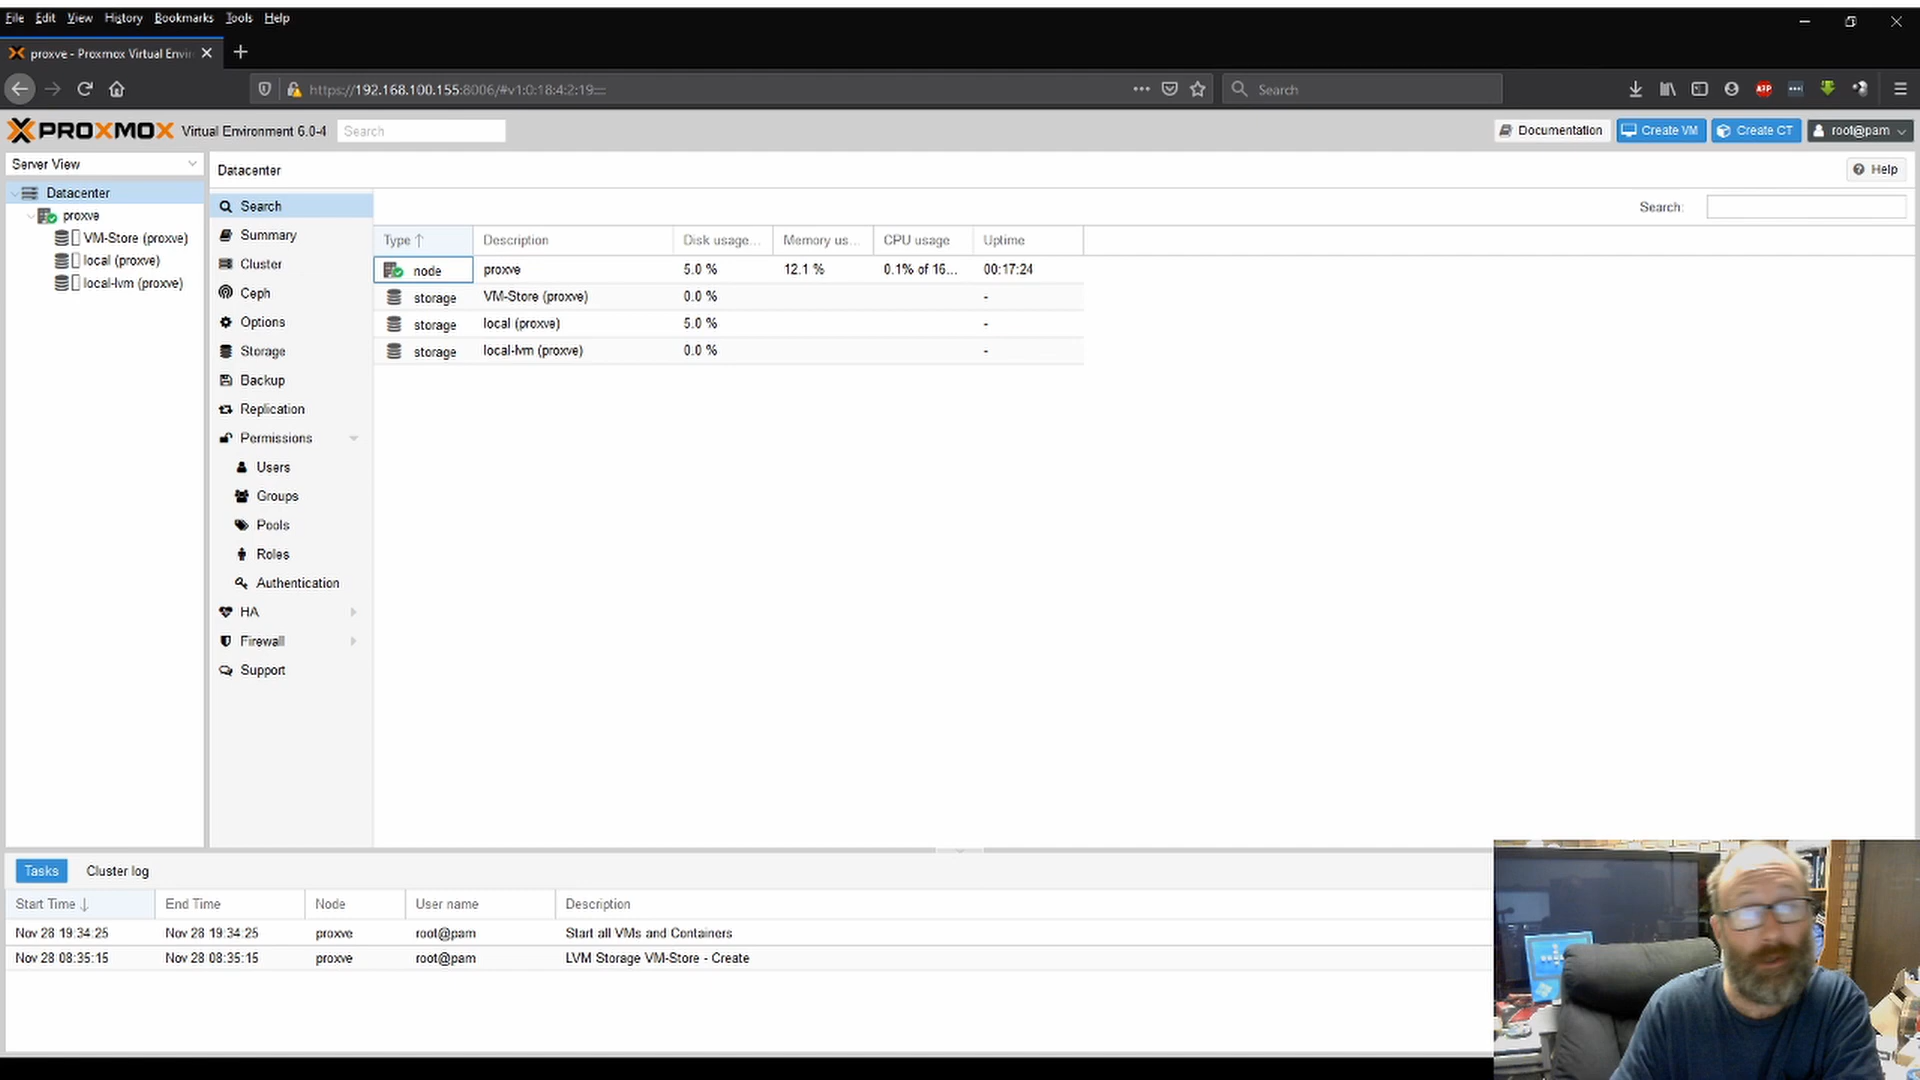 File Edit View History Bookmarks Tools Help
proxve - Proxmox Virtual Envir
https://192.168.100.155:8006/#v1:0:18:4:2:19::::
Search
ABP
PROXMOX Virtual Environment 6.0-4
Search
Documentation
Create VM
Create CT
root@pam
Server View
Datacenter
proxve
VM-Store (proxve)
local (proxve)
local-lvm (proxve)
Datacenter
Help
Search
Summary
Cluster
Ceph
Options
Storage
Backup
Replication
Permissions
Users
Groups
Pools
Roles
Authentication
HA
Firewall
Support
Search:
Type Description Disk usage... Memory us... CPU usage Uptime
node proxve 5.0 % 12.1 % 0.1% of 16... 00:17:24
storage VM-Store (proxve) 0.0 % -
storage local (proxve) 5.0 % -
storage local-lvm (proxve) 0.0 % -
Tasks Cluster log
Start Time End Time Node User name Description
Nov 28 19:34:25 Nov 28 19:34:25 proxve root@pam Start all VMs and Containers
Nov 28 08:35:15 Nov 28 08:35:15 proxve root@pam LVM Storage VM-Store - Create